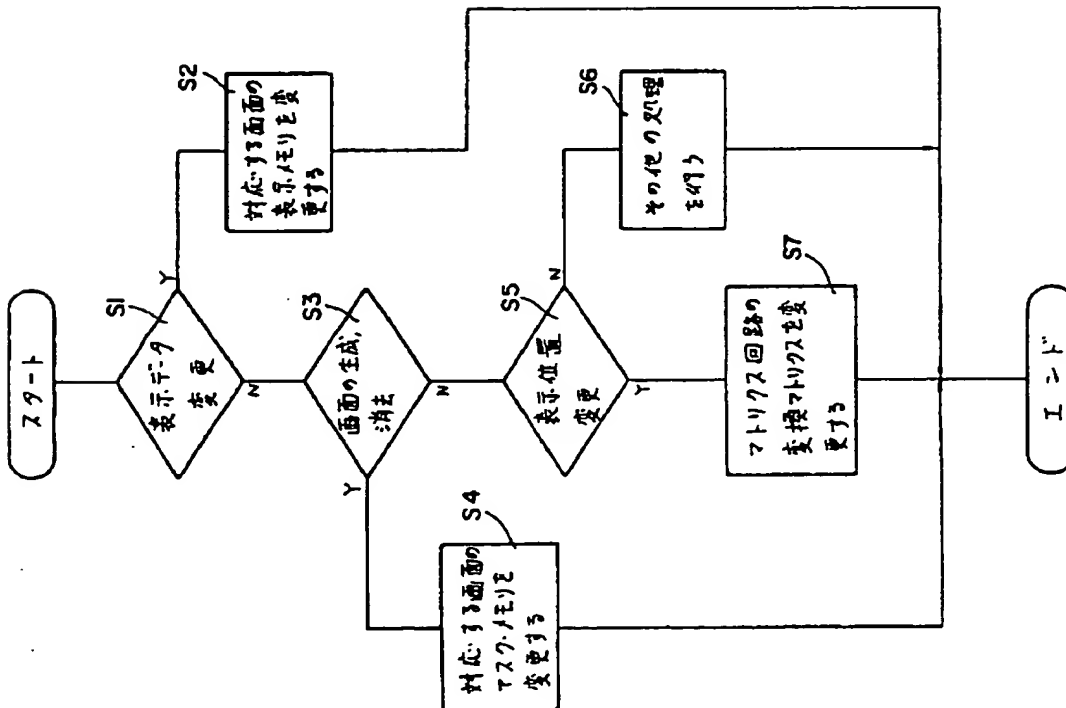 スタート
S1
表示データ
変更
Y
N
S2
対応する画面の
表示メモリを変
更する
S3
画面の生成,
消去
Y
N
S4
対応する画面の
マスク・メモリを
変更する
S5
表示位置
変更
N
Y
S6
その他の処理
を行う
S7
マトリクス回路の
変換マトリクスを変
更する
エンド